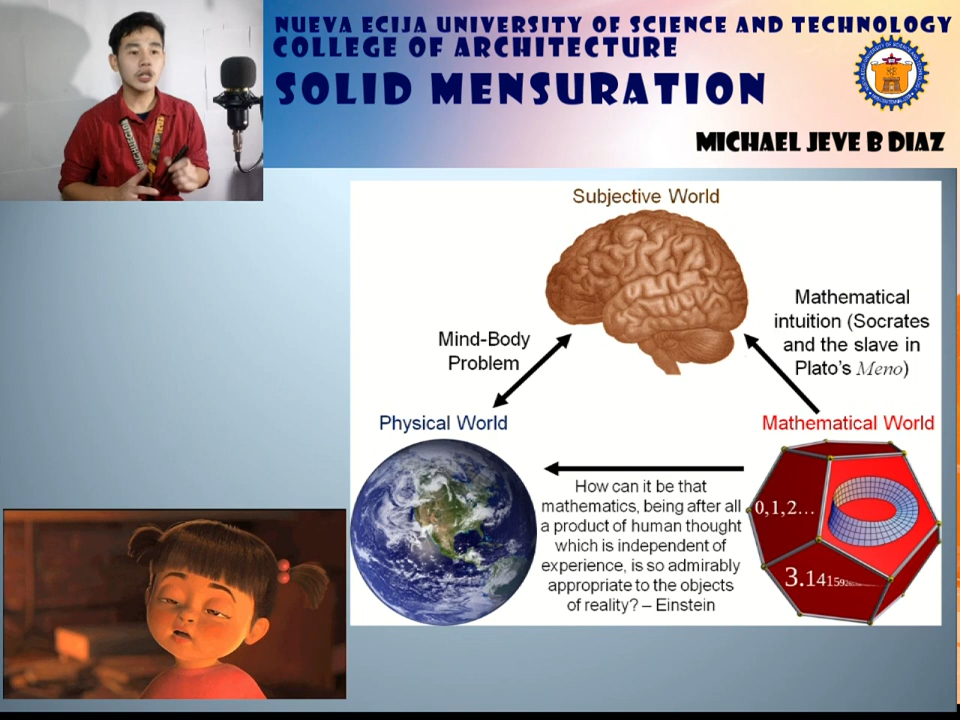 NUEVA ECIJA UNIVERSITY OF SCIENCE AND TECHNOLOGY
COLLEGE OF ARCHITECTURE
SOLID MENSURATION
MICHAEL JEVE B DIAZ
Subjective World
Mathematical
intuition (Socrates
and the slave in
Plato's Meno)
Mind-Body
Problem
Physical World
Mathematical World
How can it be that
mathematics, being after all
a product of human thought
which is independent of
experience, is so admirably
appropriate to the objects
of reality? – Einstein
0,1,2...
3.14159